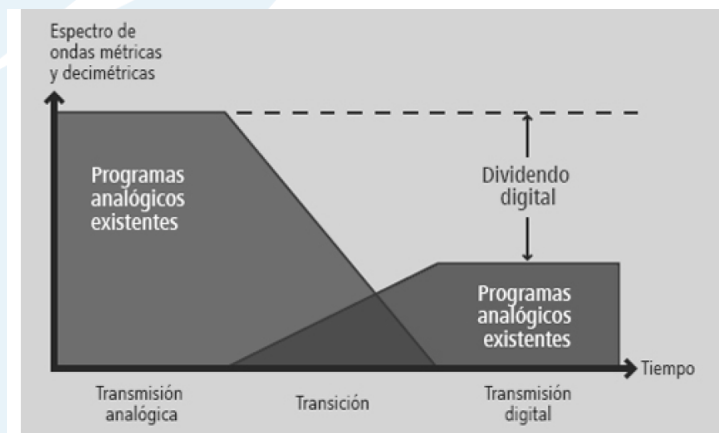 Espectro de
ondas métricas
y decimétricas
Programas
analógicos
existentes
Dividendo
digital
Programas
analógicos
existentes
Tiempo
Transmisión
analógica
Transición
Transmisión
digital